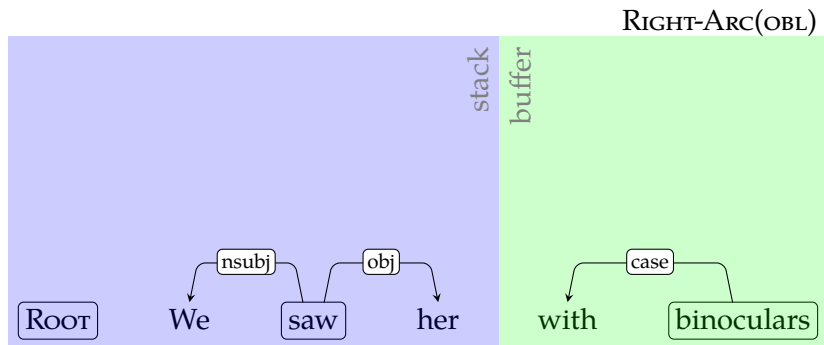 Right-Arc(obl)
stack
buffer
nsubj obj case
Root We saw her with binoculars